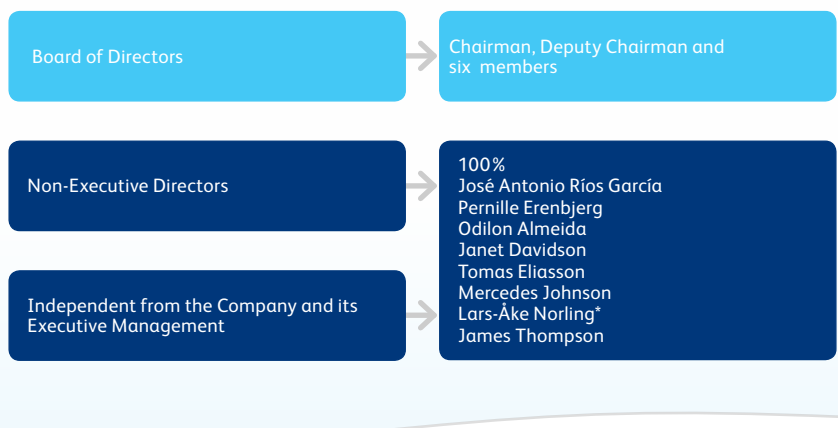 Board of Directors
Chairman, Deputy Chairman and
six members
Non-Executive Directors
100%
José Antonio Ríos García
Pernille Erenbjerg
Odilon Almeida
Janet Davidson
Tomas Eliasson
Mercedes Johnson
Lars-Åke Norling*
James Thompson
Independent from the Company and its
Executive Management